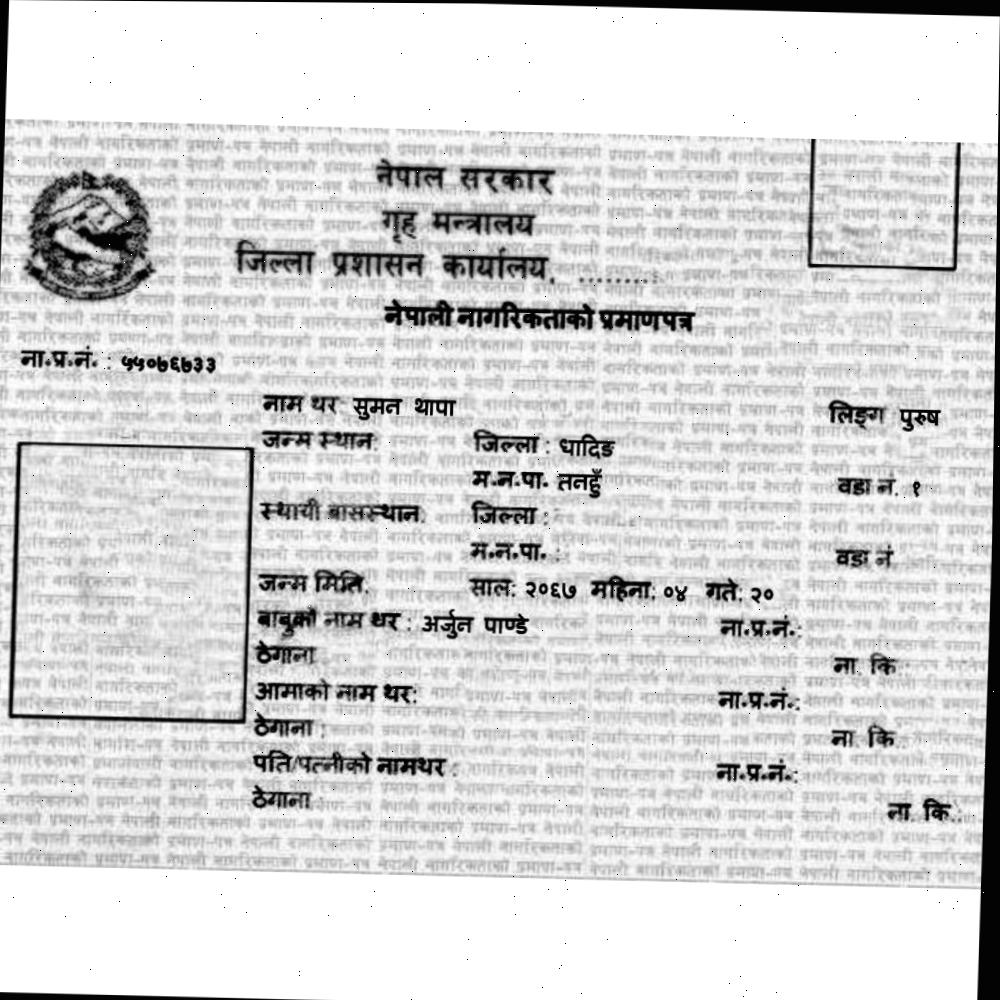 नेपाल सरकार
गृह मन्त्रालय
जिल्ला प्रशासन कार्यालय, .........
नेपाली नागरिकताको प्रमाणपत्र
ना.प्र.नं. : ५५०७६७३३
नाम थर सुमन थापा लिङ्ग पुरुष
जन्म स्थान: जिल्ला : धादिङ
म.न.पा. तनहुँ वडा नं. १
स्थायी बासस्थान: जिल्ला :
म.न.पा. : वडा नं
जन्म मिति: साल: २०६७ महिना: ०४ गते: २०
बाबुको नाम थर : अर्जुन पाण्डे ना.प्र.नं.:
ठेगाना ना. कि.:
आमाको नाम थर: ना.प्र.नं.:
ठेगाना : ना. कि.:
पति/पत्नीको नामथर : ना.प्र.नं.:
ठेगाना : ना. कि.: